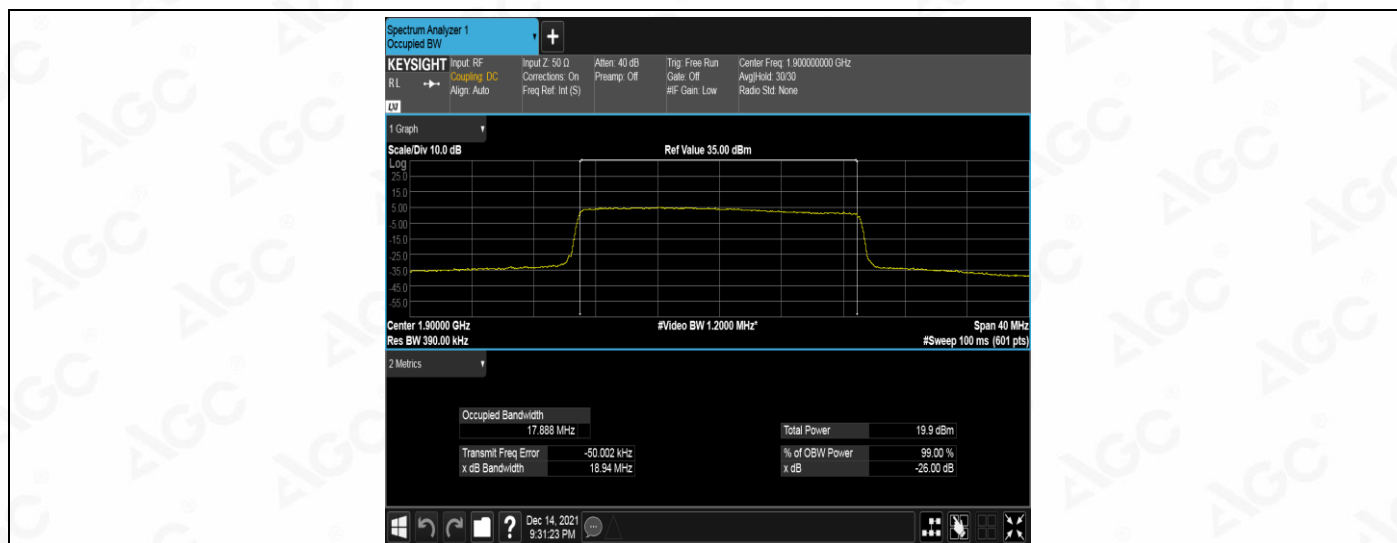 Spectrum Analyzer 1
Occupied BW
KEYSIGHT
R L
LXI
Input: RF
Coupling: DC
Align: Auto
Input Z: 50 Ω
Corrections: On
Freq Ref: Int (S)
Atten: 40 dB
Preamp: Off
Trig: Free Run
Gate: Off
#IF Gain: Low
Center Freq: 1.900000000 GHz
Avg|Hold: 30/30
Radio Std: None
1 Graph
Scale/Div 10.0 dB
Ref Value 35.00 dBm
Log
25.0
15.0
5.00
-5.00
-15.0
-25.0
-35.0
-45.0
-55.0
Center 1.90000 GHz
#Video BW 1.2000 MHz*
Span 40 MHz
Res BW 390.00 kHz
#Sweep 100 ms (601 pts)
2 Metrics
Occupied Bandwidth
17.888 MHz
Total Power 19.9 dBm
Transmit Freq Error -50.002 kHz
% of OBW Power 99.00 %
x dB Bandwidth 18.94 MHz
x dB -26.00 dB
?
Dec 14, 2021
9:31:23 PM
AGC